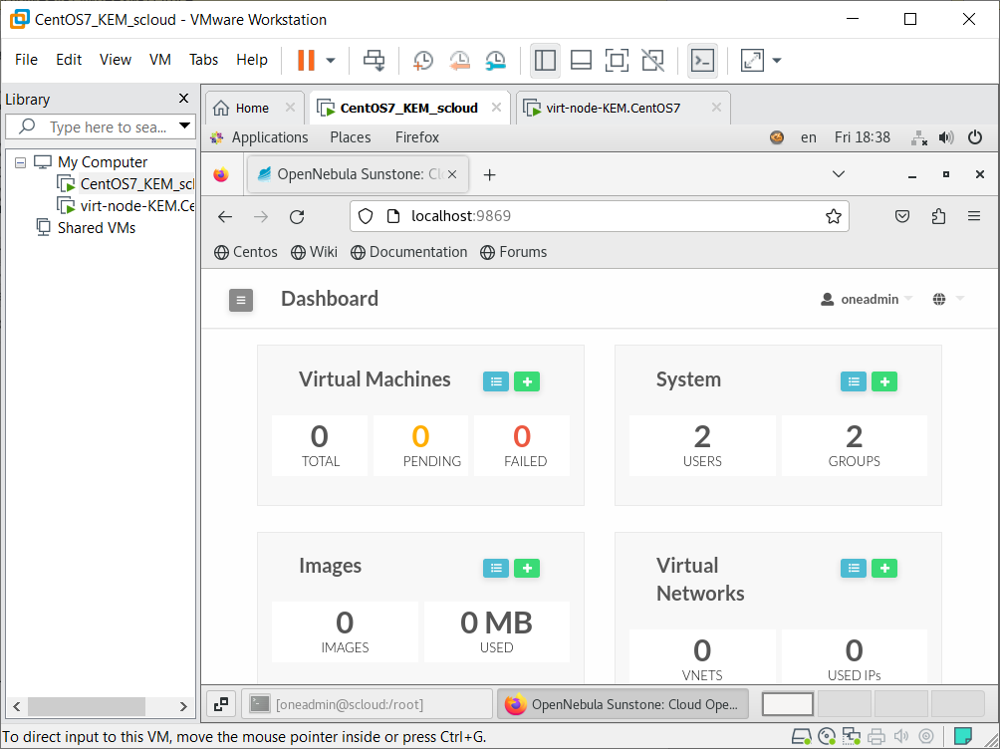 CentOS7_KEM_scloud - VMware Workstation
File Edit View VM Tabs Help
Library
Type here to sea...
My Computer
CentOS7_KEM_scl
virt-node-KEM.Ce
Shared VMs
Home CentOS7_KEM_scloud virt-node-KEM.CentOS7
Applications Places Firefox en Fri 18:38
OpenNebula Sunstone: Clo
localhost:9869
Centos Wiki Documentation Forums
Dashboard oneadmin
Virtual Machines
0 0 0
TOTAL PENDING FAILED
System
2 2
USERS GROUPS
Images
0 0 MB
IMAGES USED
Virtual
Networks
0 0
VNETS USED IPs
[oneadmin@scloud:/root] OpenNebula Sunstone: Cloud Ope...
To direct input to this VM, move the mouse pointer inside or press Ctrl+G.